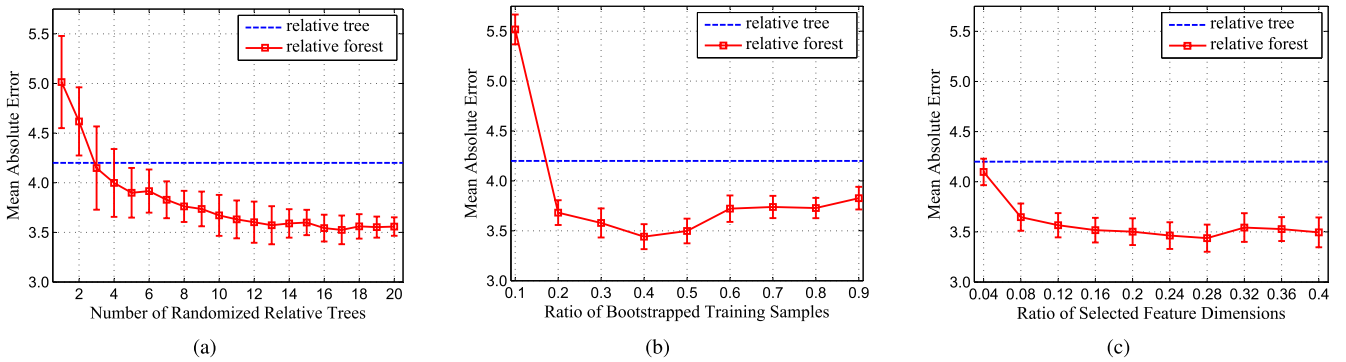 relative tree
relative forest
Mean Absolute Error
5.5
5.0
4.5
4.0
3.5
3.0
2 4 6 8 10 12 14 16 18 20
Number of Randomized Relative Trees
(a)
relative tree
relative forest
Mean Absolute Error
5.5
5.0
4.5
4.0
3.5
3.0
0.1 0.2 0.3 0.4 0.5 0.6 0.7 0.8 0.9
Ratio of Bootstrapped Training Samples
(b)
relative tree
relative forest
Mean Absolute Error
5.5
5.0
4.5
4.0
3.5
3.0
0.04 0.08 0.12 0.16 0.2 0.24 0.28 0.32 0.36 0.4
Ratio of Selected Feature Dimensions
(c)